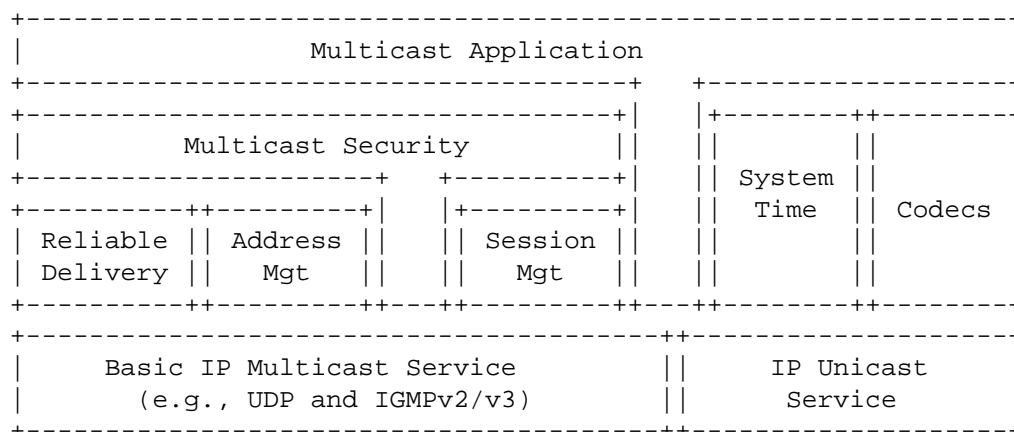 Multicast Application
Multicast Security
System
Time
Codecs
Reliable
Delivery
Address
Mgt
Session
Mgt
Basic IP Multicast Service
(e.g., UDP and IGMPv2/v3)
IP Unicast
Service